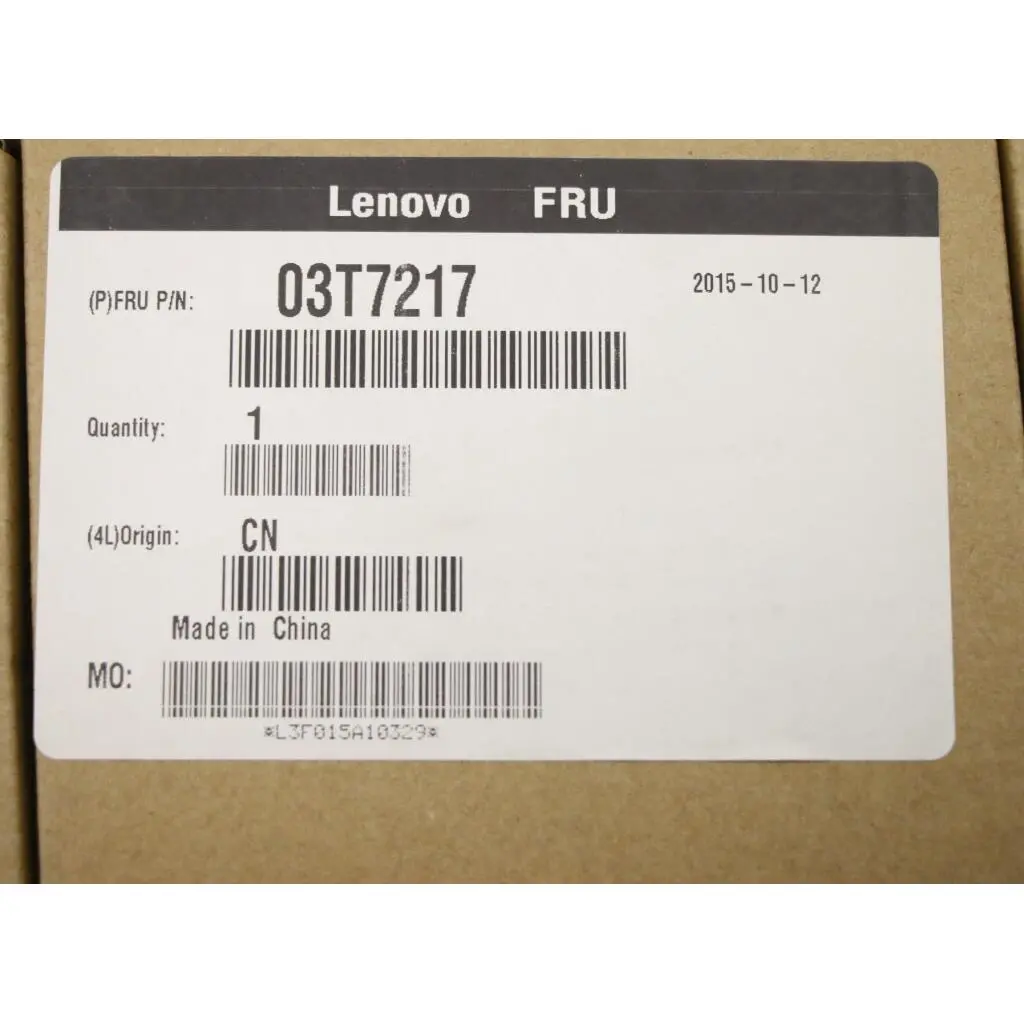 Lenovo FRU
(P)FRU P/N: 03T7217 2015-10-12
Quantity: 1
(4L)Origin: CN
Made in China
MO:
*L3F015A10329*